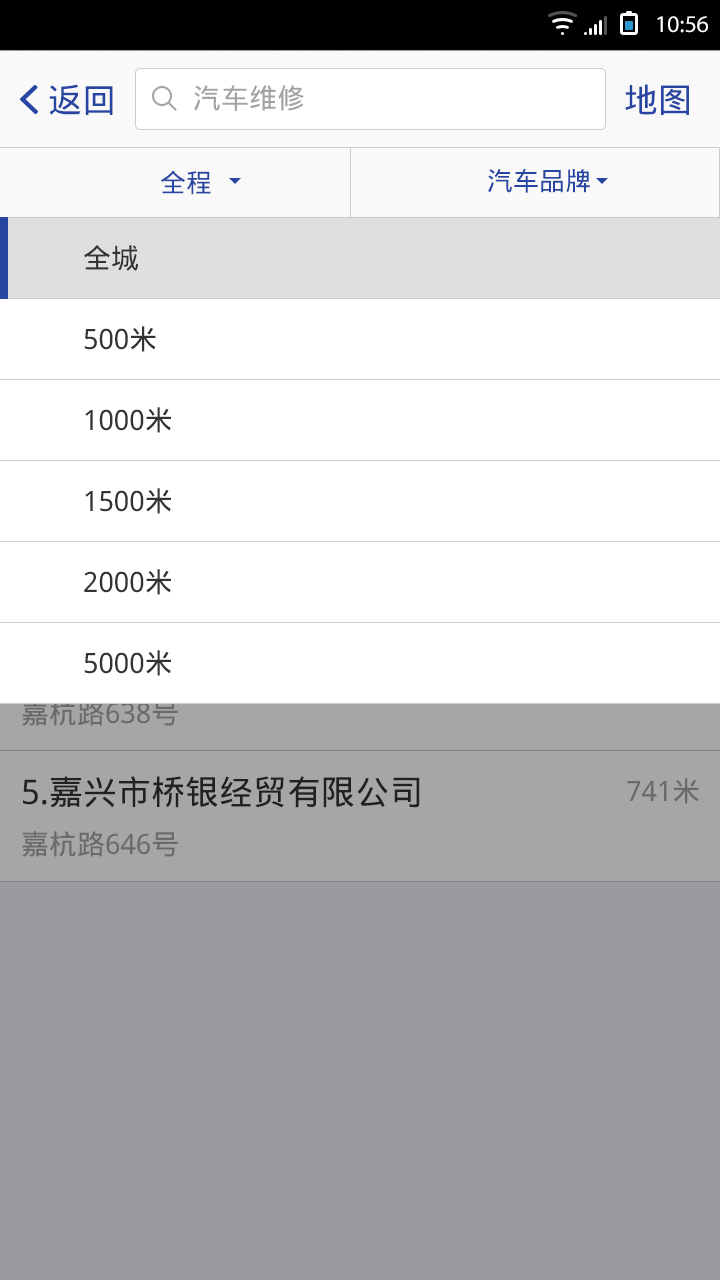 10:56
返回 汽车维修 地图
全程 汽车品牌
全城
500米
1000米
1500米
2000米
5000米
嘉杭路638号
5.嘉兴市桥银经贸有限公司 741米
嘉杭路646号